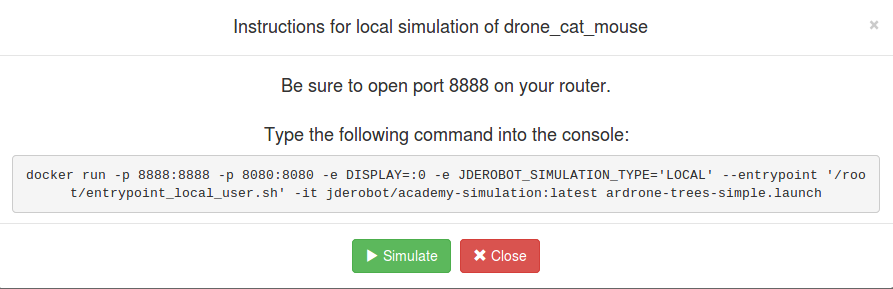 Instructions for local simulation of drone_cat_mouse
×
Be sure to open port 8888 on your router.
Type the following command into the console:
docker run -p 8888:8888 -p 8080:8080 -e DISPLAY=:0 -e JDEROBOT_SIMULATION_TYPE='LOCAL' --entrypoint '/roo
t/entrypoint_local_user.sh' -it jderobot/academy-simulation:latest ardrone-trees-simple.launch
Simulate
Close